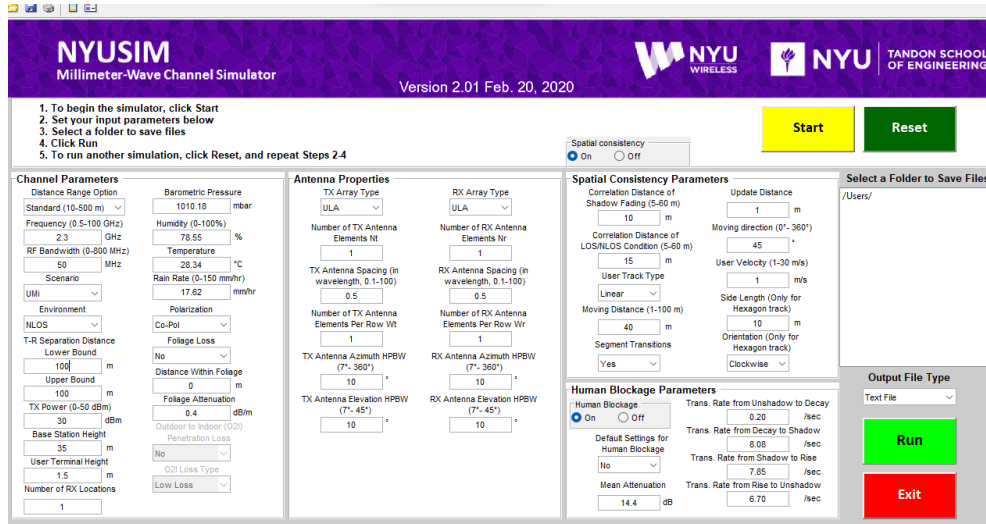 NYUSIM
Millimeter-Wave Channel Simulator
Version 2.01 Feb. 20, 2020
NYU
WIRELESS
NYU
TANDON SCHOOL
OF ENGINEERING
1. To begin the simulator, click Start
2. Set your input parameters below
3. Select a folder to save files
4. Click Run
5. To run another simulation, click Reset, and repeat Steps 2-4
Spatial consistency
On Off
Start
Reset
Channel Parameters
Distance Range Option
Standard (10-500 m)
Frequency (0.5-100 GHz)
2.3 GHz
RF Bandwidth (0-800 MHz)
50 MHz
Scenario
UMi
Environment
NLOS
T-R Separation Distance
Lower Bound
100 m
Upper Bound
100 m
TX Power (0-50 dBm)
30 dBm
Base Station Height
35 m
User Terminal Height
1.5 m
Number of RX Locations
1
Barometric Pressure
1010.18 mbar
Humidity (0-100%)
78.55 %
Temperature
28.34 °C
Rain Rate (0-150 mm/hr)
17.62 mm/hr
Polarization
Co-Pol
Foliage Loss
No
Distance Within Foliage
0 m
Foliage Attenuation
0.4 dB/m
Outdoor to Indoor (O2I)
Penetration Loss
No
O2I Loss Type
Low Loss
Antenna Properties
TX Array Type
ULA
Number of TX Antenna
Elements Nt
1
TX Antenna Spacing (in
wavelength, 0.1-100)
0.5
Number of TX Antenna
Elements Per Row Wt
1
TX Antenna Azimuth HPBW
(7°- 360°)
10 °
TX Antenna Elevation HPBW
(7°- 45°)
10 °
RX Array Type
ULA
Number of RX Antenna
Elements Nr
1
RX Antenna Spacing (in
wavelength, 0.1-100)
0.5
Number of RX Antenna
Elements Per Row Wr
1
RX Antenna Azimuth HPBW
(7°- 360°)
10 °
RX Antenna Elevation HPBW
(7°- 45°)
10 °
Spatial Consistency Parameters
Correlation Distance of
Shadow Fading (5-60 m)
10 m
Correlation Distance of
LOS/NLOS Condition (5-60 m)
15 m
User Track Type
Linear
Moving Distance (1-100 m)
40 m
Segment Transitions
Yes
Update Distance
1 m
Moving direction (0°- 360°)
45 °
User Velocity (1-30 m/s)
1 m/s
Side Length (Only for
Hexagon track)
10 m
Orientation (Only for
Hexagon track)
Clockwise
Human Blockage Parameters
Human Blockage
On Off
Default Settings for
Human Blockage
No
Mean Attenuation
14.4 dB
Trans. Rate from Unshadow to Decay
0.20 /sec
Trans. Rate from Decay to Shadow
8.08 /sec
Trans. Rate from Shadow to Rise
7.85 /sec
Trans. Rate from Rise to Unshadow
6.70 /sec
Select a Folder to Save Files
/Users/
Output File Type
Text File
Run
Exit